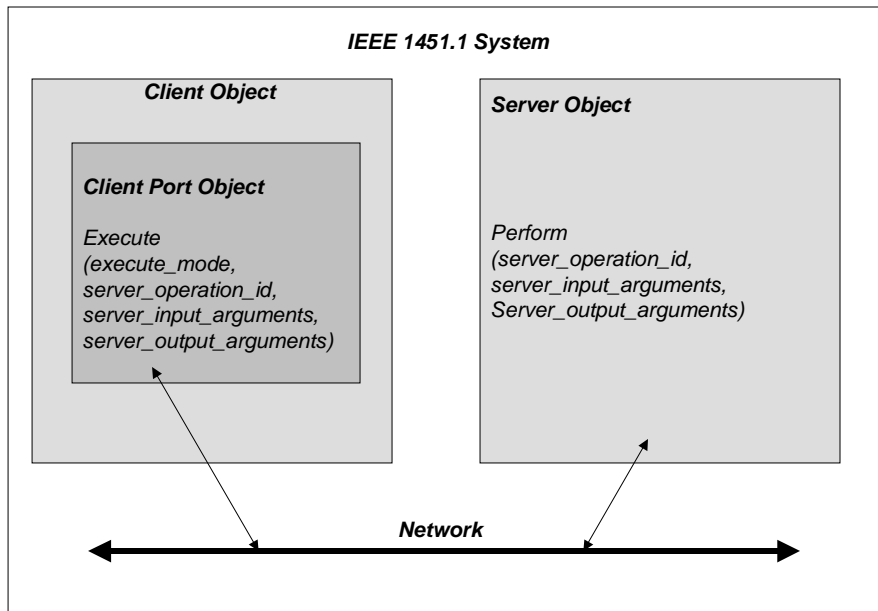 IEEE 1451.1 System
Client Object
Client Port Object
Execute
(execute_mode,
server_operation_id,
server_input_arguments,
server_output_arguments)
Server Object
Perform
(server_operation_id,
server_input_arguments,
Server_output_arguments)
Network